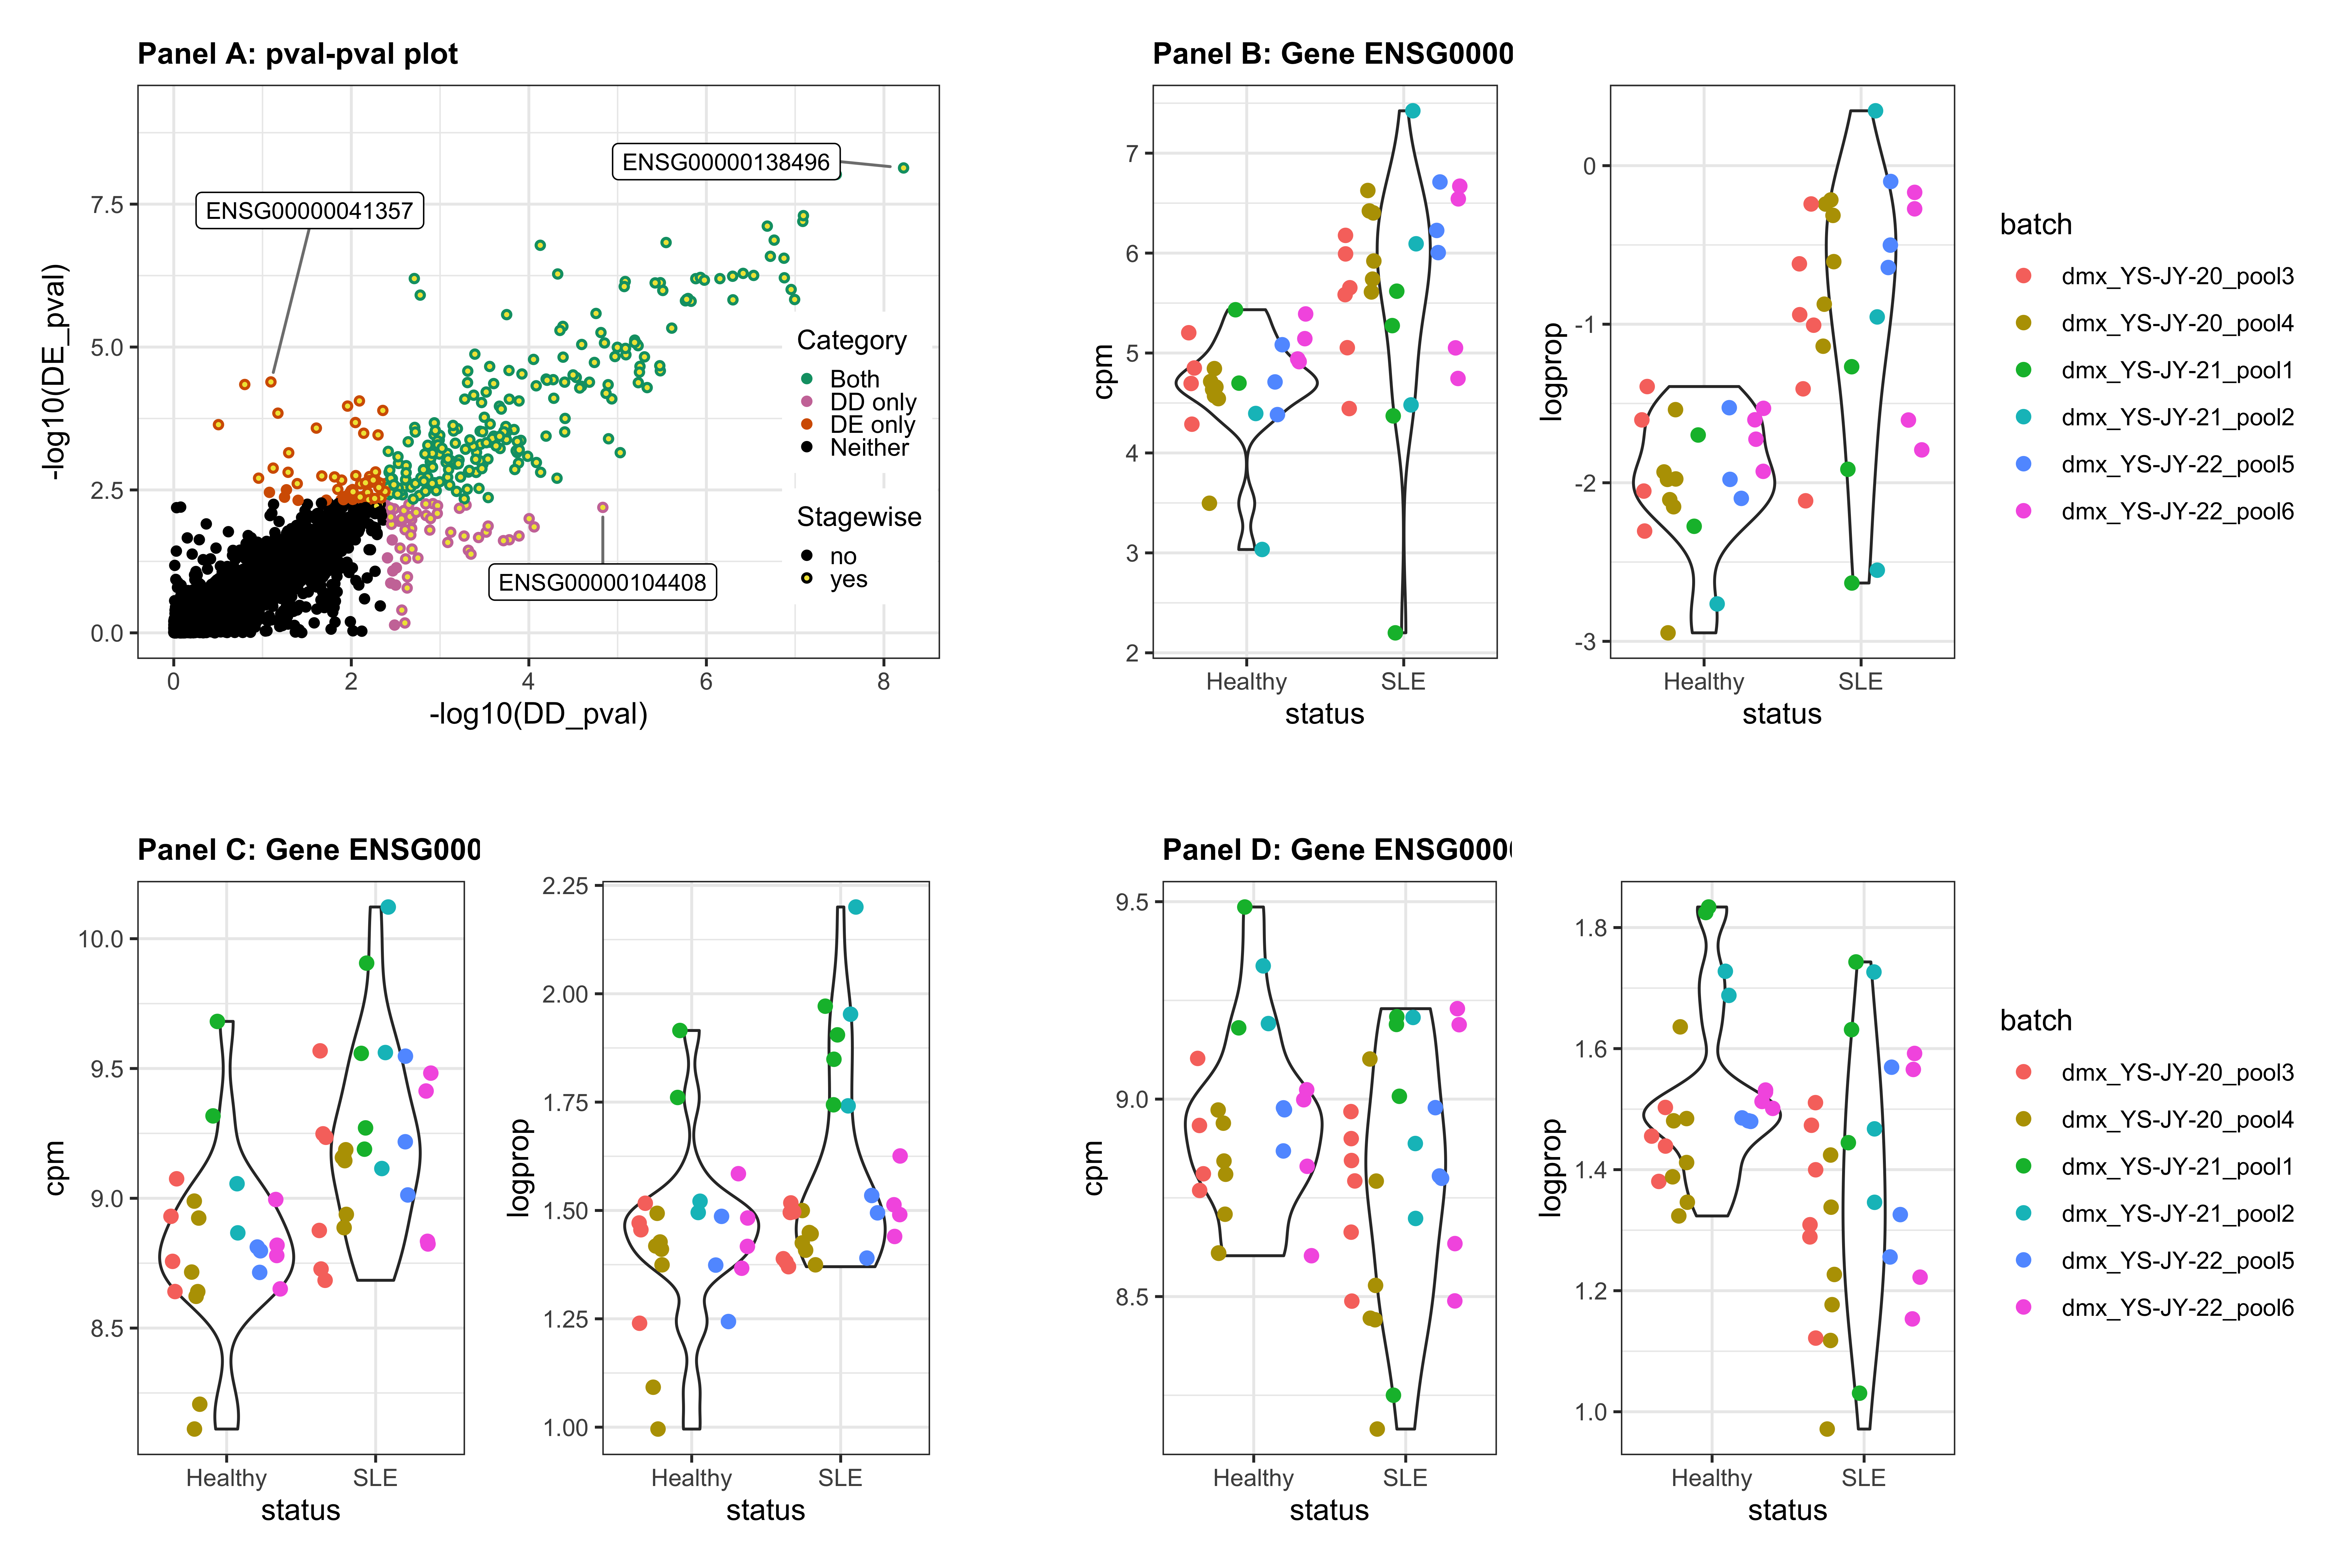 Panel A: pval-pval plot
-log10(DE_pval)
7.5
5.0
2.5
0.0
ENSG00000138496
ENSG00000041357
ENSG00000104408
Category
Both
DD only
DE only
Neither
Stagewise
no
yes
0 2 4 6 8
-log10(DD_pval)
Panel B: Gene ENSG0000
cpm
7
6
5
4
3
2
Healthy SLE
status
logprop
0
-1
-2
-3
Healthy SLE
status
batch
dmx_YS-JY-20_pool3
dmx_YS-JY-20_pool4
dmx_YS-JY-21_pool1
dmx_YS-JY-21_pool2
dmx_YS-JY-22_pool5
dmx_YS-JY-22_pool6
Panel C: Gene ENSG000
cpm
10.0
9.5
9.0
8.5
Healthy SLE
status
logprop
2.25
2.00
1.75
1.50
1.25
1.00
Healthy SLE
status
Panel D: Gene ENSG000
cpm
9.5
9.0
8.5
Healthy SLE
status
logprop
1.8
1.6
1.4
1.2
1.0
Healthy SLE
status
batch
dmx_YS-JY-20_pool3
dmx_YS-JY-20_pool4
dmx_YS-JY-21_pool1
dmx_YS-JY-21_pool2
dmx_YS-JY-22_pool5
dmx_YS-JY-22_pool6